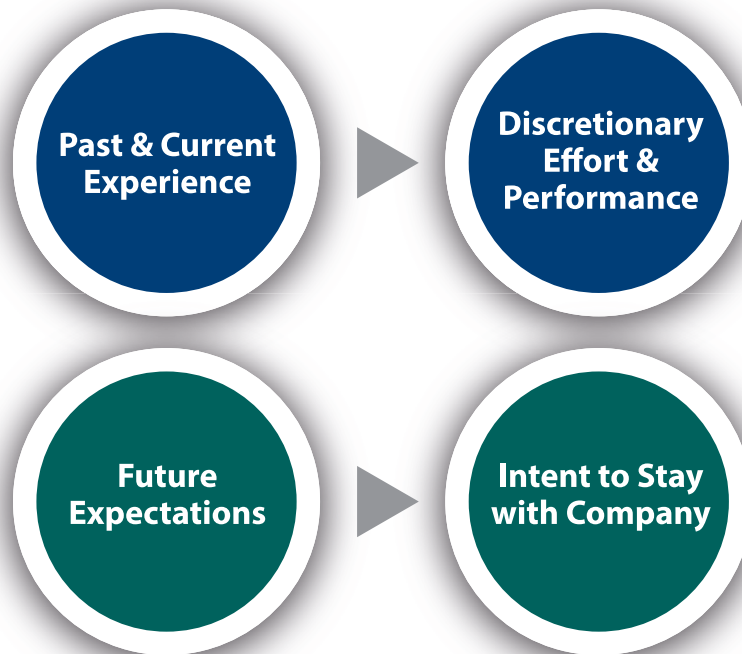 Past & Current
Experience
Discretionary
Effort &
Performance
Future
Expectations
Intent to Stay
with Company